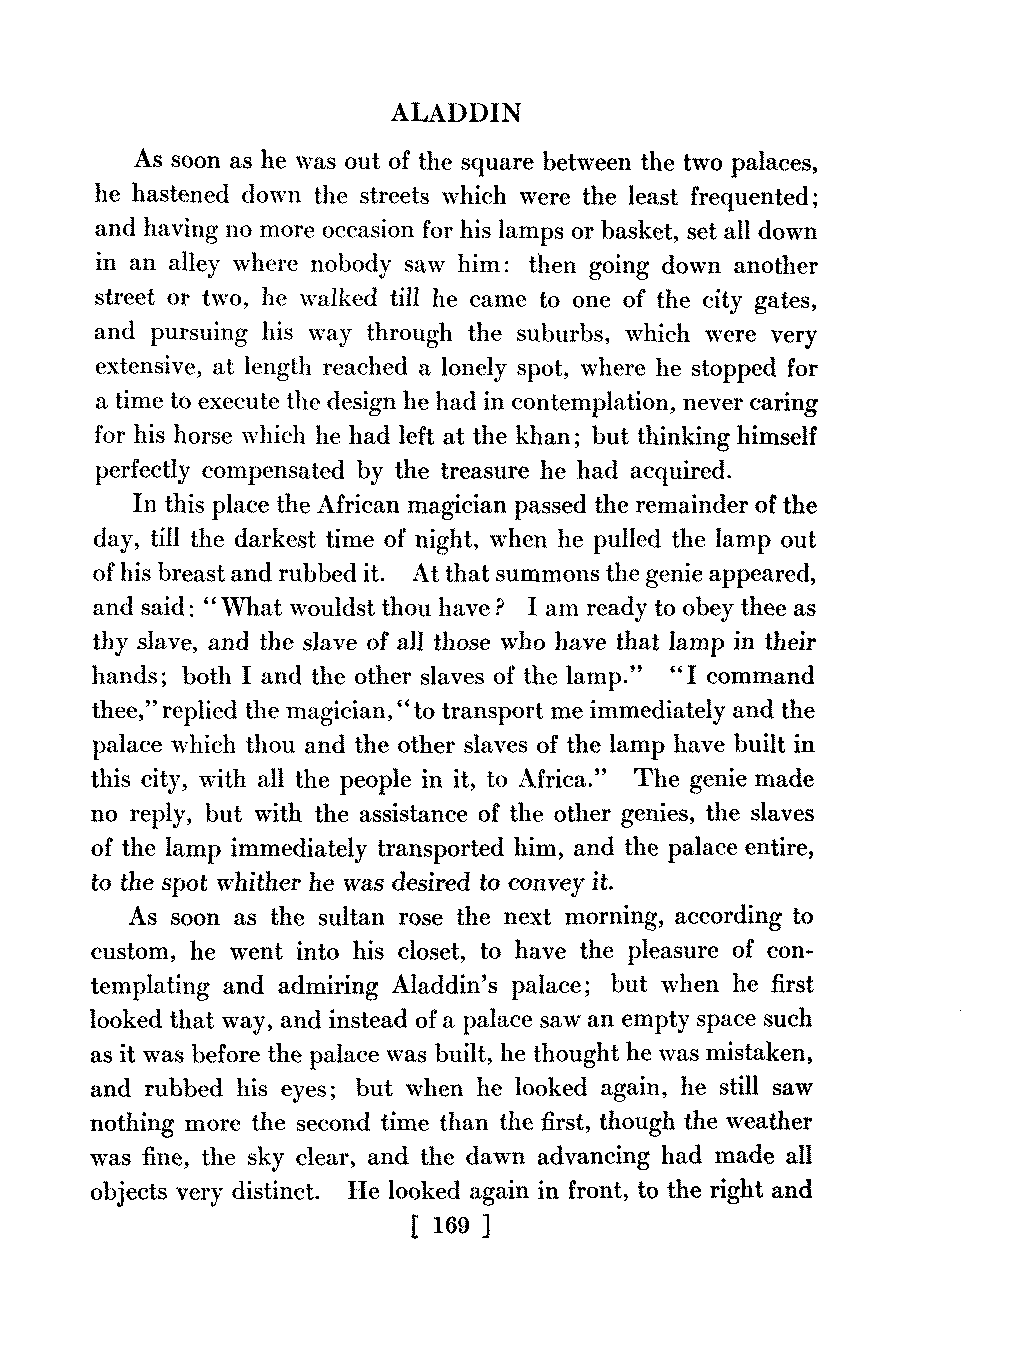 ALADDIN
As soon as he was out of the square between the two palaces,
he hastened down the streets which were the least frequented;
and having no more occasion for his lamps or basket, set all down
in an alley where nobody saw him: then going down another
street or two, he walked till he came to one of the city gates,
and pursuing his way through the suburbs, which were very
extensive, at length reached a lonely spot, where he stopped for
a time to execute the design he had in contemplation, never caring
for his horse which he had left at the khan; but thinking himself
perfectly compensated by the treasure he had acquired.
In this place the African magician passed the remainder of the
day, till the darkest time of night, when he pulled the lamp out
of his breast and rubbed it. At that summons the genie appeared,
and said: "What wouldst thou have? I am ready to obey thee as
thy slave, and the slave of all those who have that lamp in their
hands; both I and the other slaves of the lamp." "I command
thee," replied the magician, "to transport me immediately and the
palace which thou and the other slaves of the lamp have built in
this city, with all the people in it, to Africa." The genie made
no reply, but with the assistance of the other genies, the slaves
of the lamp immediately transported him, and the palace entire,
to the spot whither he was desired to convey it.
As soon as the sultan rose the next morning, according to
custom, he went into his closet, to have the pleasure of con-
templating and admiring Aladdin's palace; but when he first
looked that way, and instead of a palace saw an empty space such
as it was before the palace was built, he thought he was mistaken,
and rubbed his eyes; but when he looked again, he still saw
nothing more the second time than the first, though the weather
was fine, the sky clear, and the dawn advancing had made all
objects very distinct. He looked again in front, to the right and
[ 169 ]